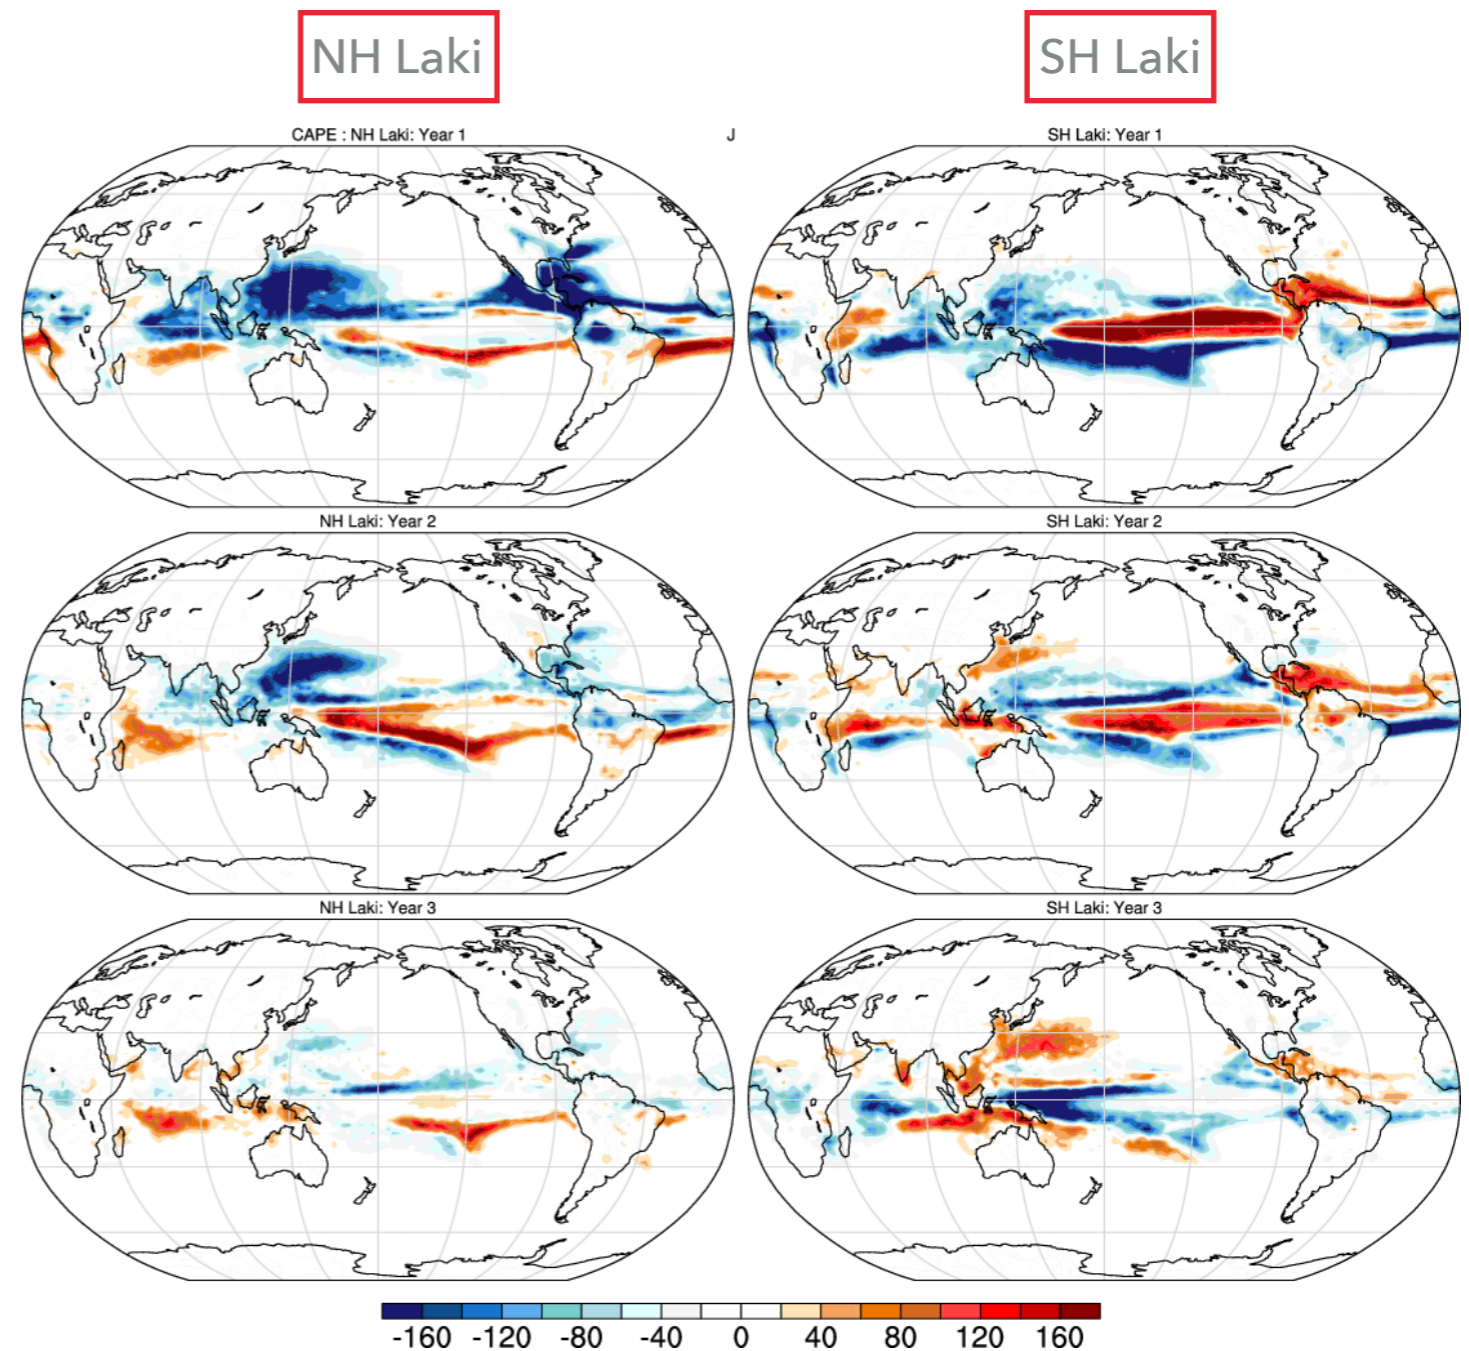 NH Laki
SH Laki
CAPE : NH Laki: Year 1
J
SH Laki: Year 1
NH Laki: Year 2
SH Laki: Year 2
NH Laki: Year 3
SH Laki: Year 3
-160 -120 -80 -40 0 40 80 120 160